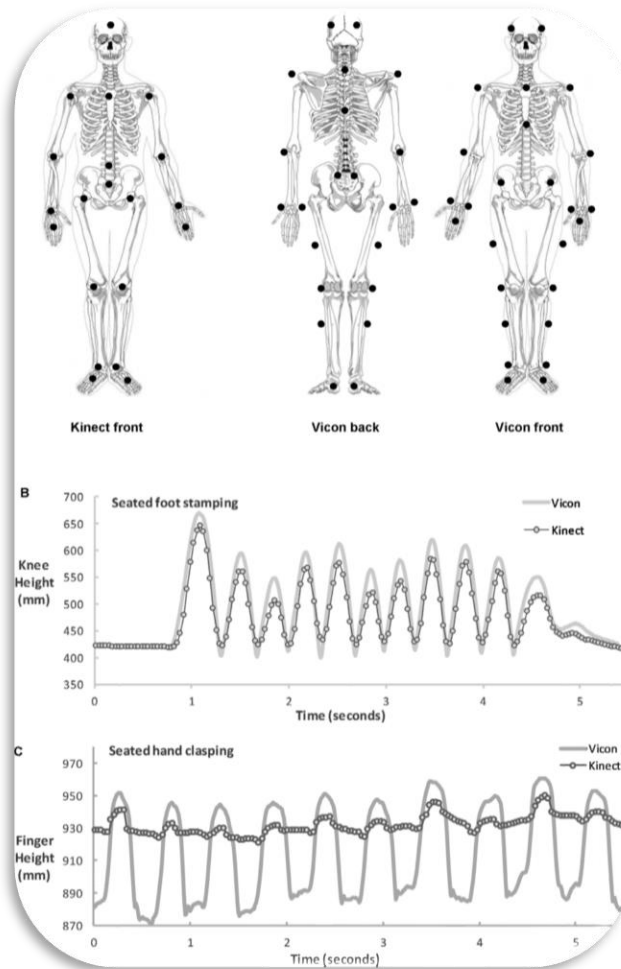 Kinect front Vicon back Vicon front
B
Seated foot stamping
Vicon
Kinect
Knee
Height
(mm)
700
650
600
550
500
450
400
350
0 1 2 3 4 5
Time (seconds)
C
Seated hand clasping
Vicon
Kinect
Finger
Height
(mm)
970
950
930
910
890
870
0 1 2 3 4 5
Time (seconds)